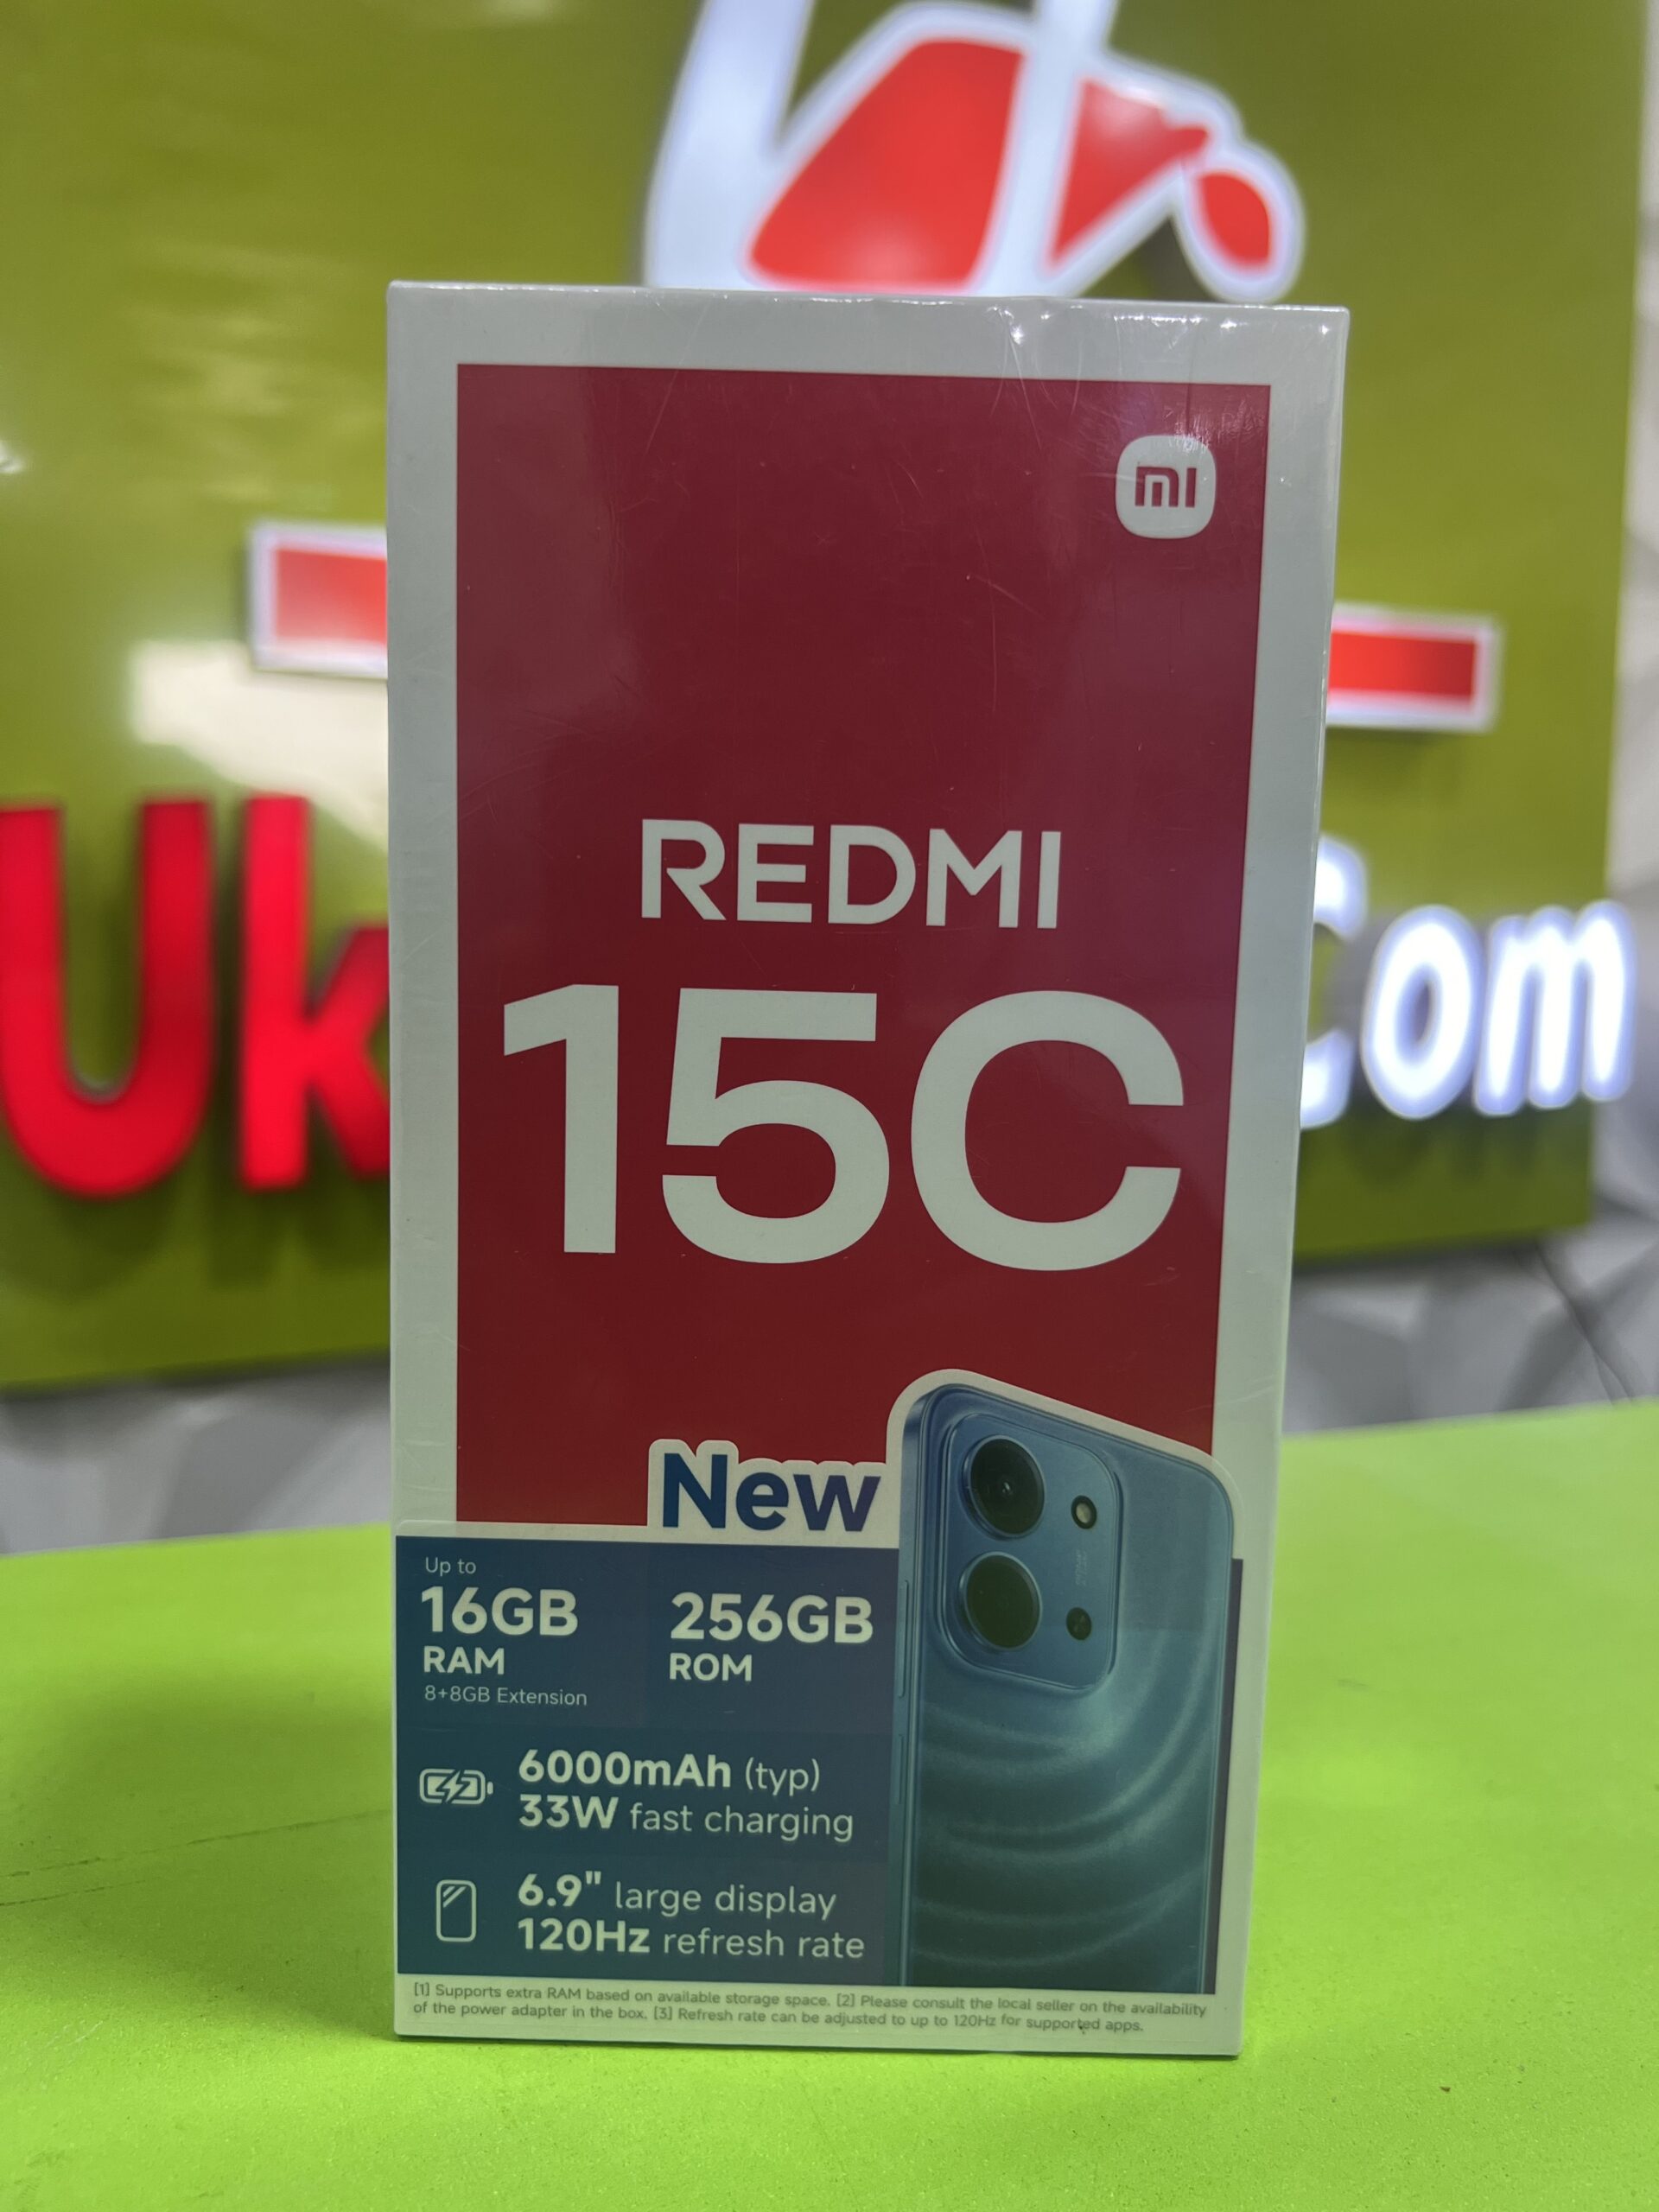 mi
REDMI
15C
New
Up to
16GB
RAM
8+8GB Extension
256GB
ROM
6000mAh (typ)
33W fast charging
6.9" large display
120Hz refresh rate
[1] Supports extra RAM based on available storage space. [2] Please consult the local seller on the availability
of the power adapter in the box. [3] Refresh rate can be adjusted to up to 120Hz for supported apps.
Uk
Com